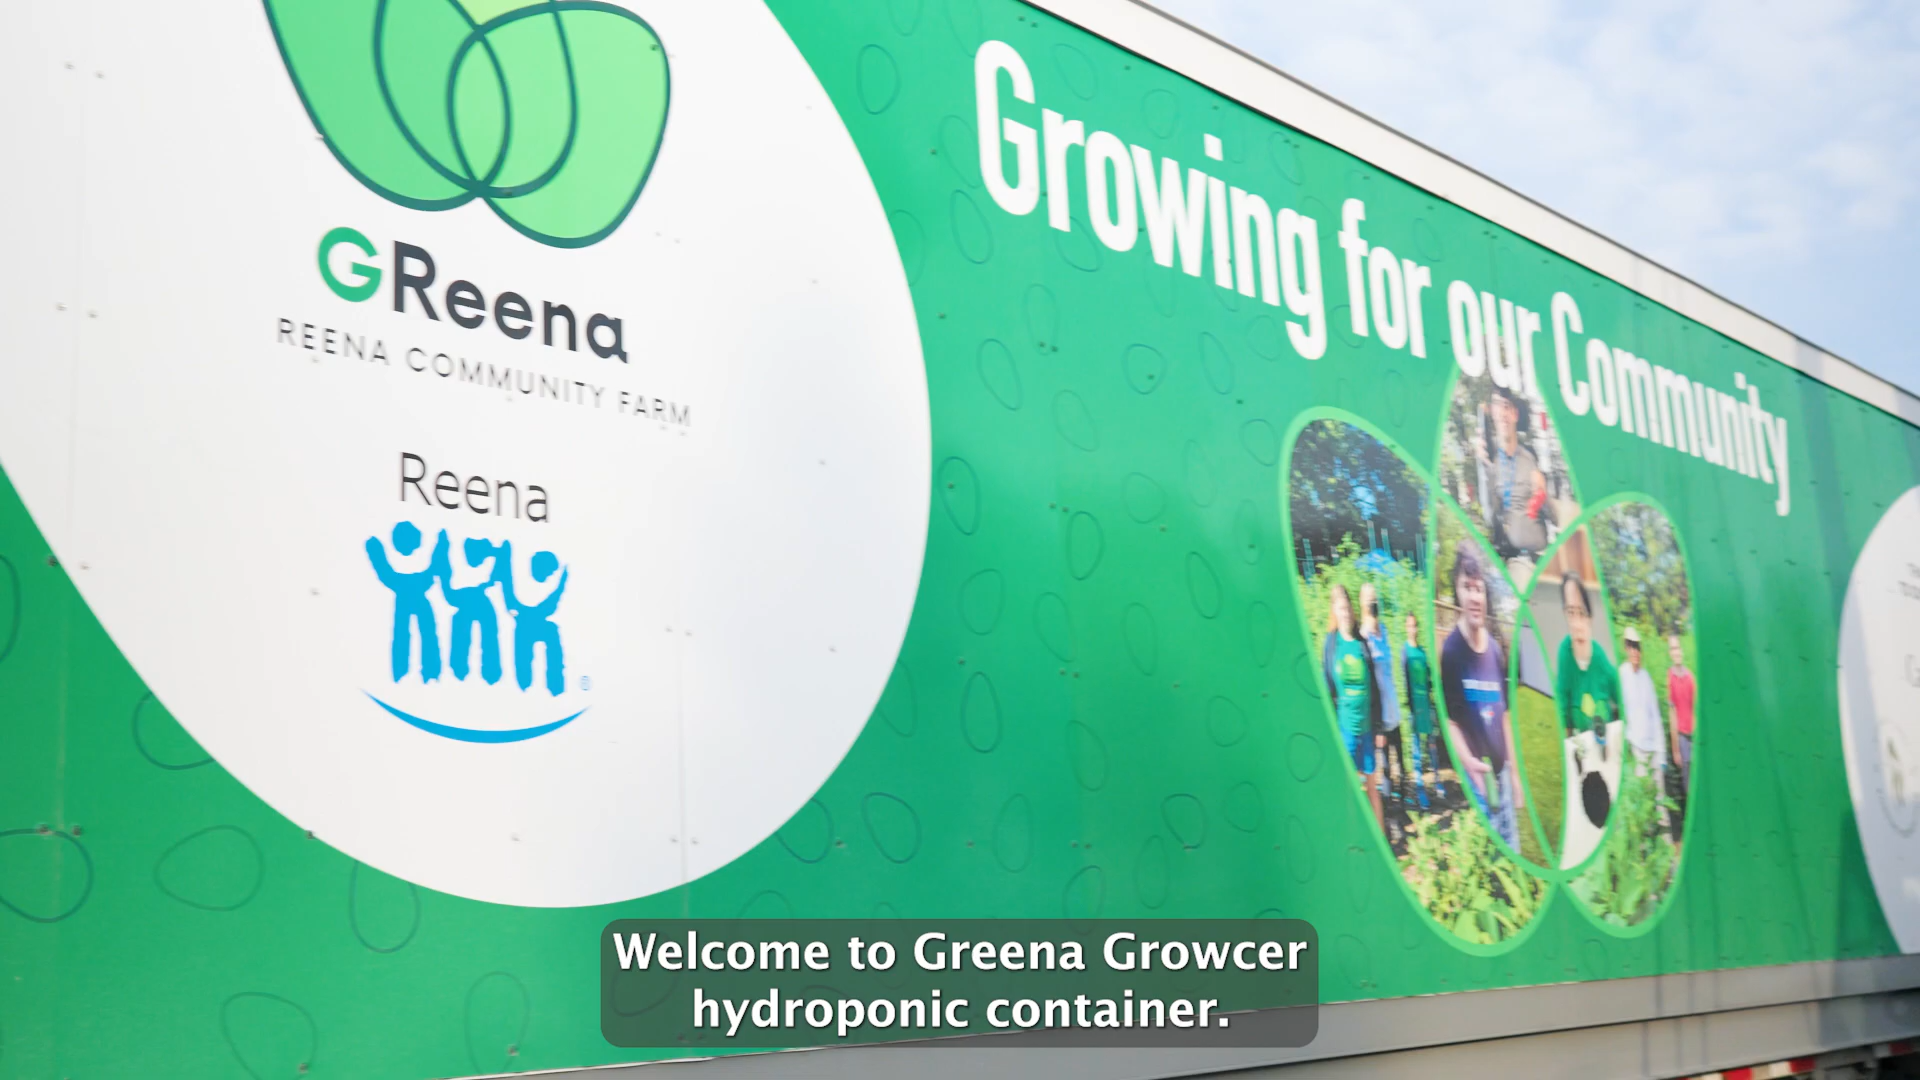 GReena
REENA COMMUNITY FARM
Reena
®
Growing for our Community
Welcome to Greena Growcer
hydroponic container.